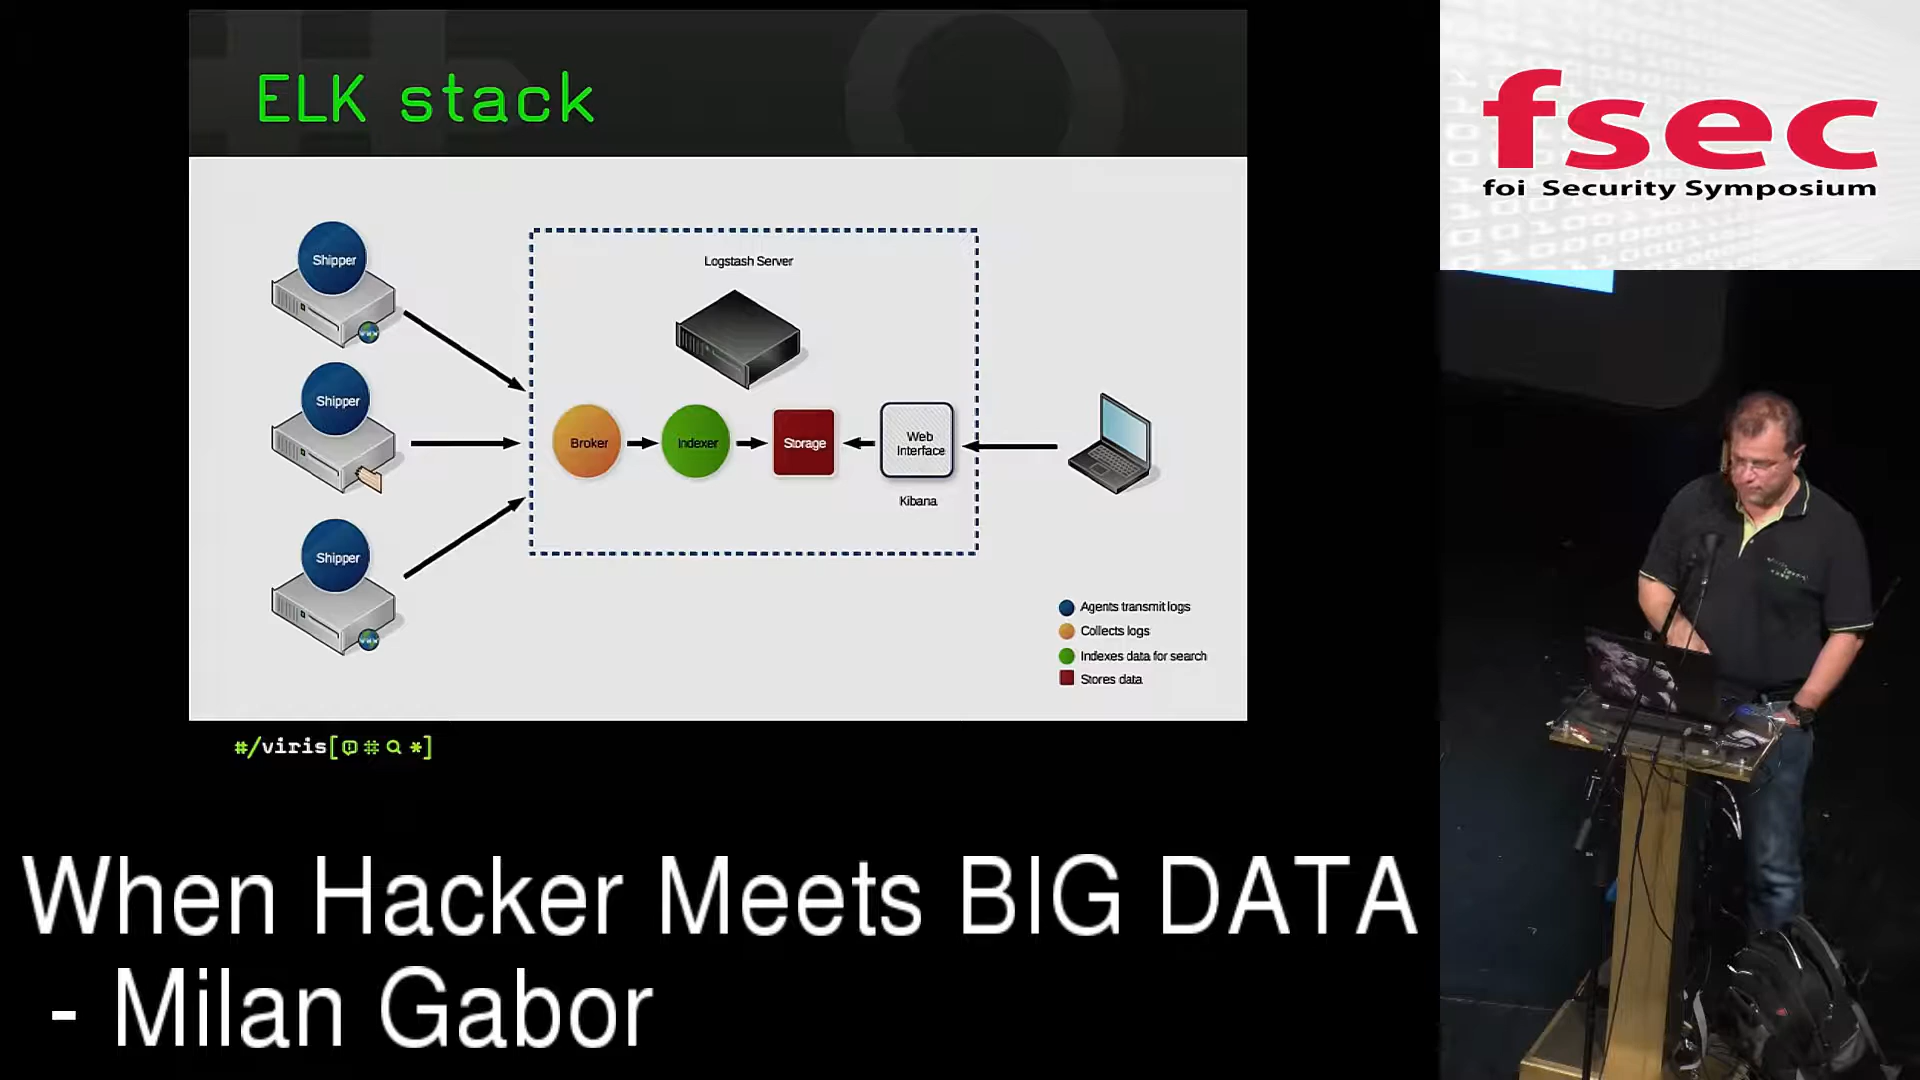 ELK stack
fsec
foi Security Symposium
Shipper
Shipper
Shipper
Logstash Server
Broker
Indexer
Storage
Web
Interface
Kibana
Agents transmit logs
Collects logs
Indexes data for search
Stores data
#/viris[
When Hacker Meets BIG DATA
- Milan Gabor